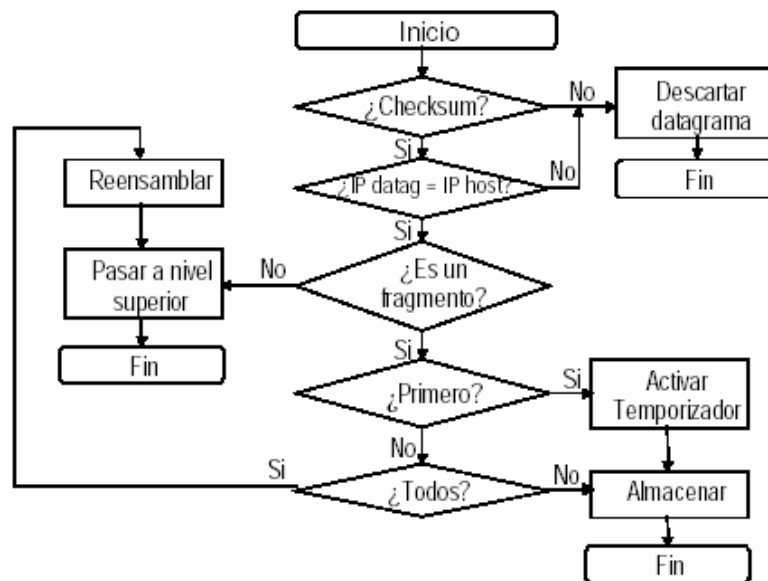 Inicio
¿Checksum?
No
Descartar
datagrama
Si
Reensamblar
¿IP datag = IP host?
No
Fin
Si
Pasar a nivel
superior
No
¿Es un
fragmento?
Fin
Si
¿Primero?
Si
Activar
Temporizador
No
Si
¿Todos?
No
Almacenar
Fin